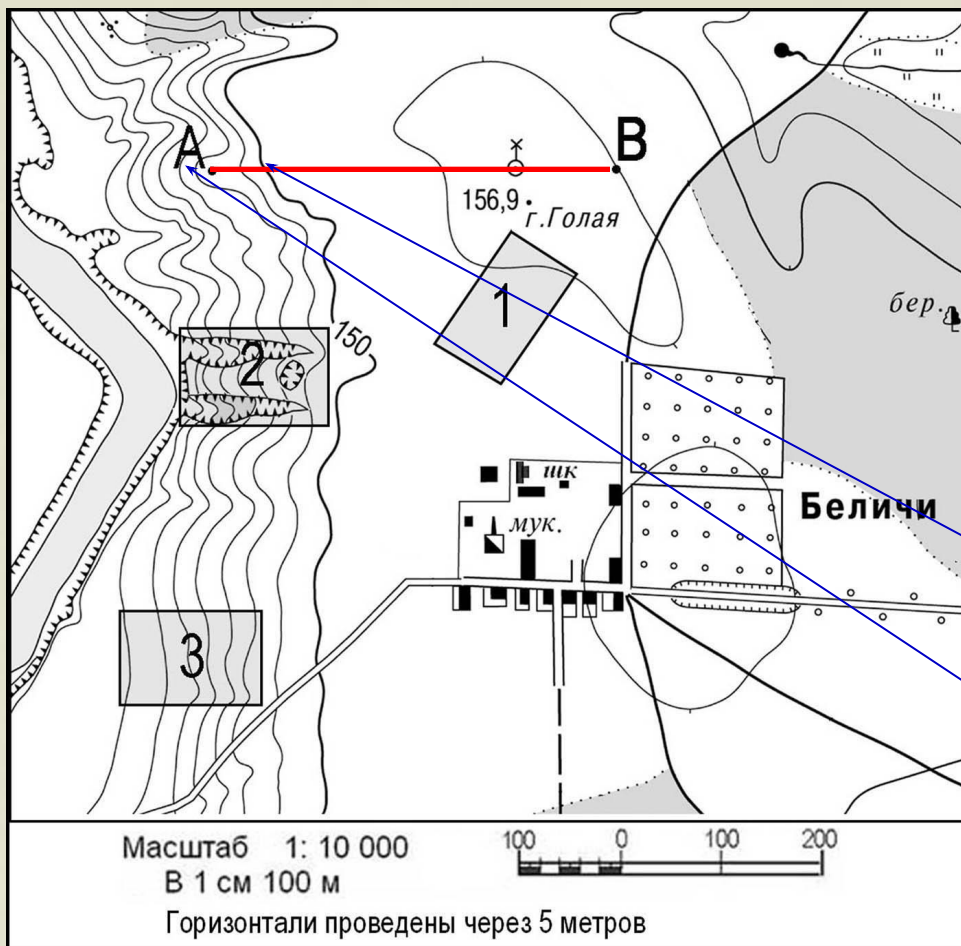 А
В
156,9
г.Голая
1
бер.
150
2
шк
Беличи
мук.
3
Масштаб 1: 10 000
100 0 100 200
В 1 см 100 м
Горизонтали проведены через 5 метров